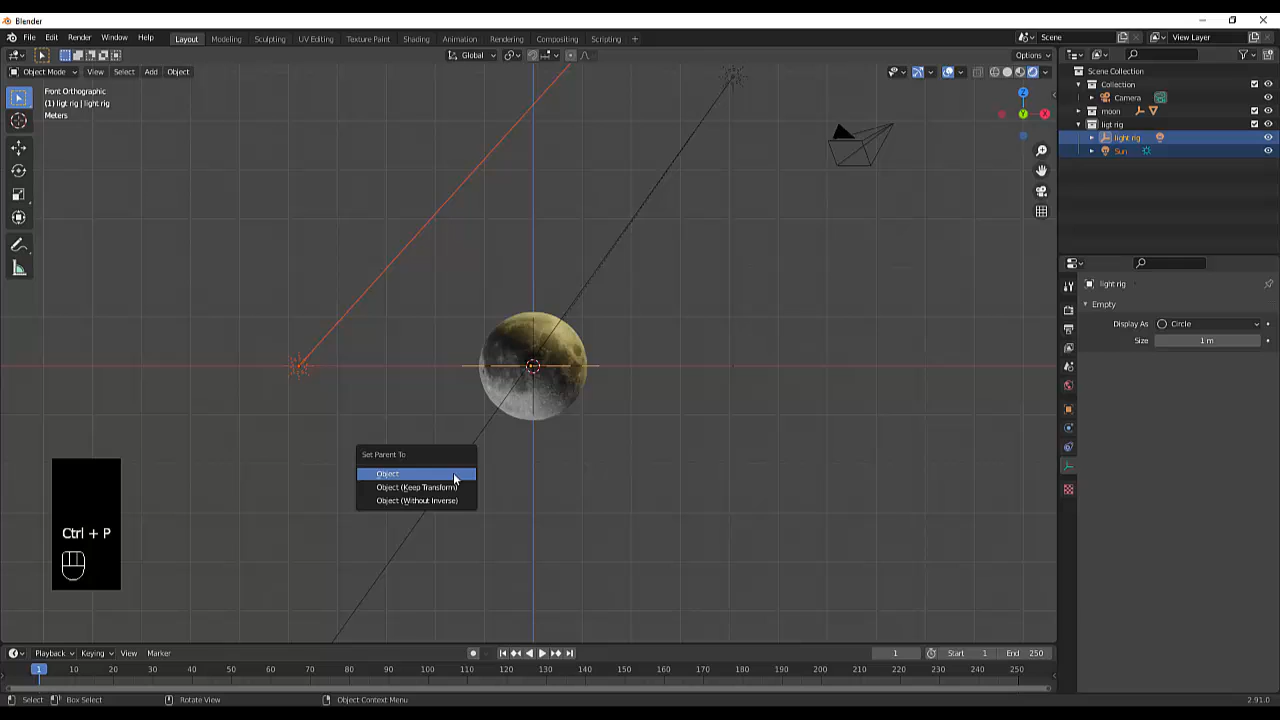 Blender
File Edit Render Window Help Layout Modeling Sculpting UV Editing Texture Paint Shading Animation Rendering Compositing Scripting + Scene View Layer
Global Options
Object Mode View Select Add Object
Front Orthographic
(1) ligt rig | light rig
Meters
Z
Y
X
Scene Collection
Collection
Camera
moon
ligt rig
light rig
Sun
light rig
Empty
Display As Circle
Size 1 m
Set Parent To
Object
Object (Keep Transform)
Object (Without Inverse)
Ctrl + P
Playback Keying View Marker 1 Start 1 End 250
1 10 20 30 40 50 60 70 80 90 100 110 120 130 140 150 160 170 180 190 200 210 220 230 240 250
Select Box Select Rotate View Object Context Menu 2.91.0